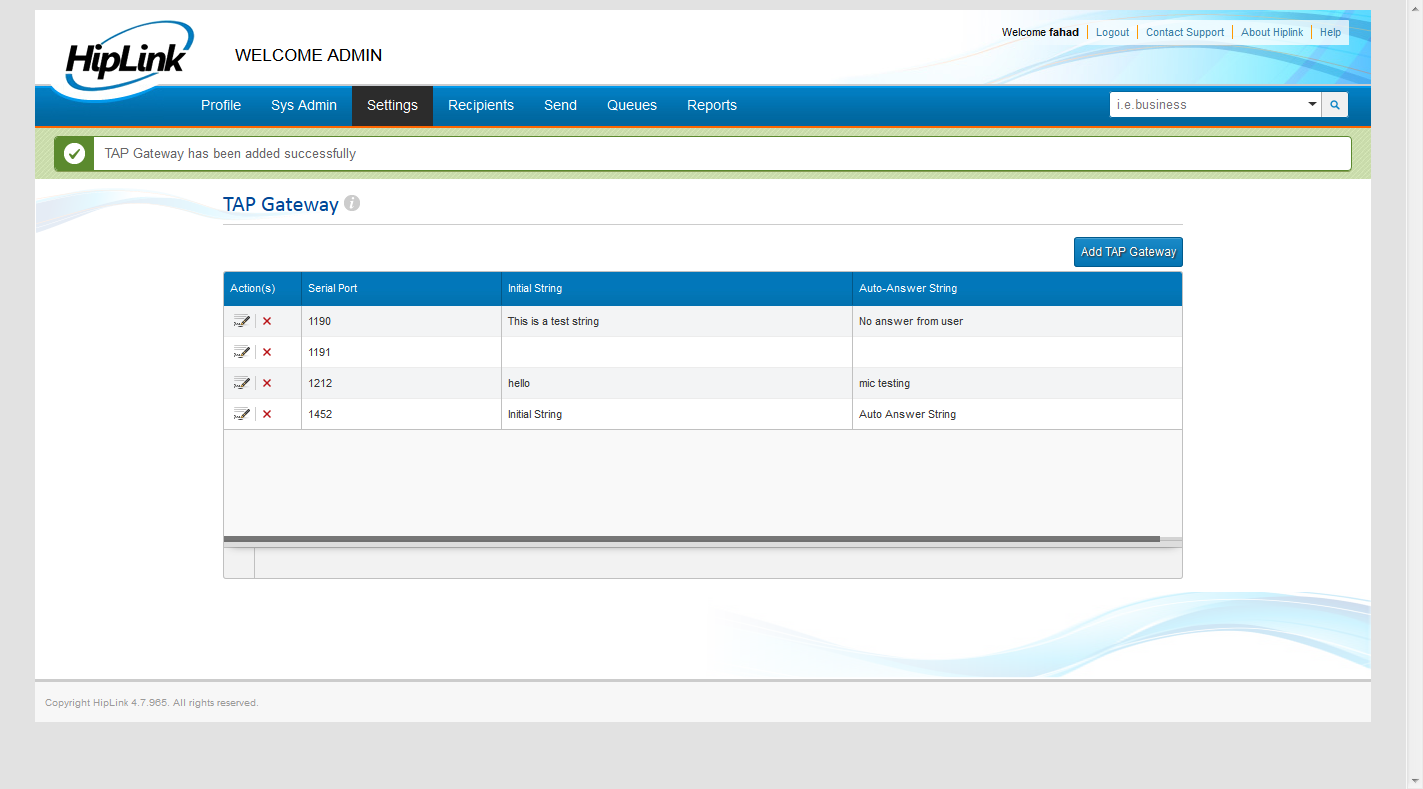 HipLink
WELCOME ADMIN
Welcome fahad Logout Contact Support About Hiplink Help
Profile Sys Admin Settings Recipients Send Queues Reports i.e.business
TAP Gateway has been added successfully
TAP Gateway i
Add TAP Gateway
Action(s) Serial Port Initial String Auto-Answer String
1190 This is a test string No answer from user
1191
1212 hello mic testing
1452 Initial String Auto Answer String
Copyright HipLink 4.7.965. All rights reserved.